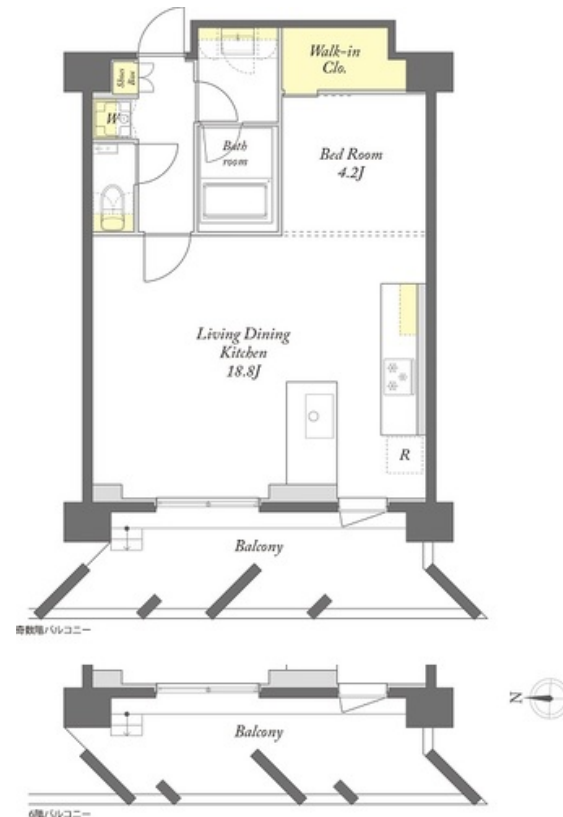 Walk-in
Clo.
Shoes
Box
W
Bath
room
Bed Room
4.2J
Living Dining
Kitchen
18.8J
R
Balcony
奇数階バルコニー
Balcony
N
6階バルコニー